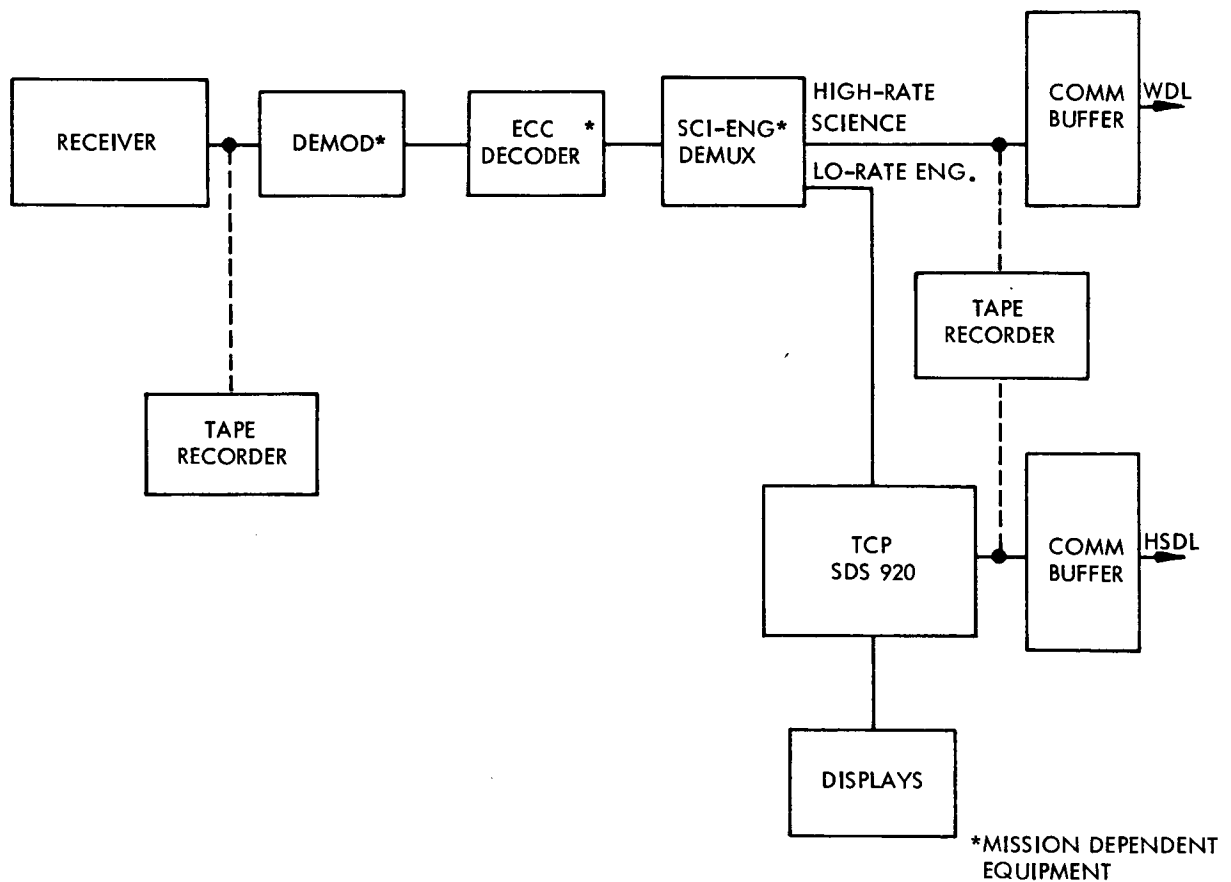 RECEIVER
DEMOD*
ECC *
DECODER
SCI-ENG*
DEMUX
HIGH-RATE
SCIENCE
LO-RATE ENG.
COMM
BUFFER
WDL
TAPE
RECORDER
TAPE
RECORDER
TCP
SDS 920
COMM
BUFFER
HSDL
DISPLAYS
*MISSION DEPENDENT
EQUIPMENT